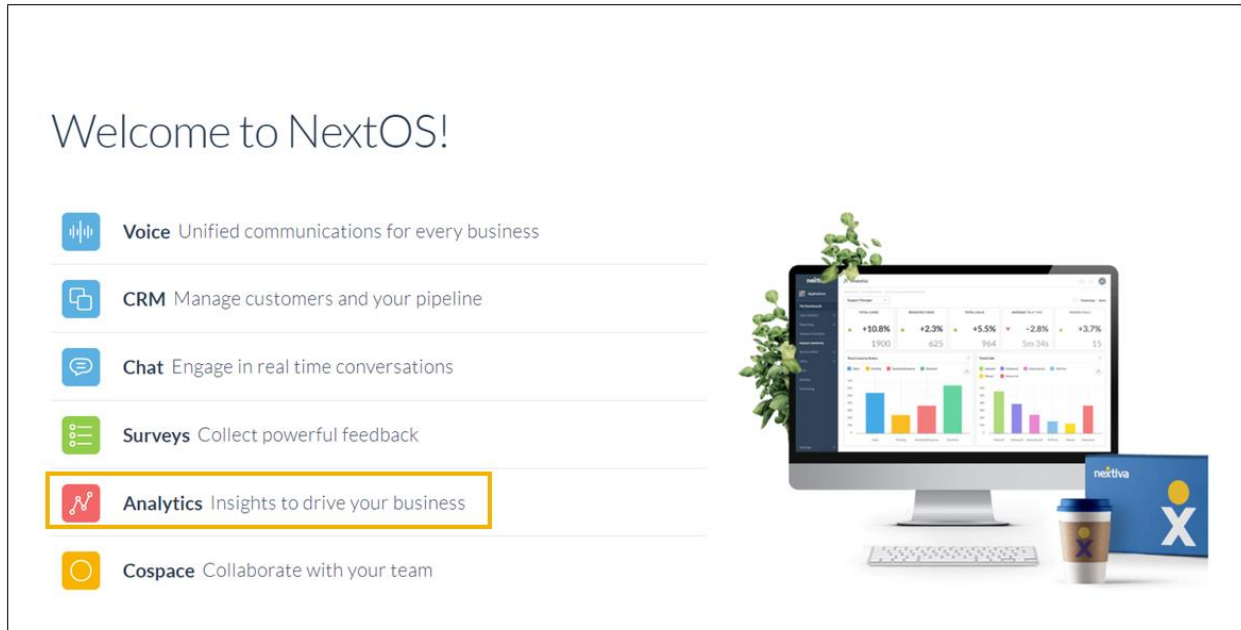 Welcome to NextOS!
Voice Unified communications for every business
CRM Manage customers and your pipeline
Chat Engage in real time conversations
Surveys Collect powerful feedback
Analytics Insights to drive your business
Cospace Collaborate with your team
nextiva
Analytics
+10.8%
+2.3%
+5.5%
-2.8%
+3.7%
1900
625
964
5m 34s
15
nextiva